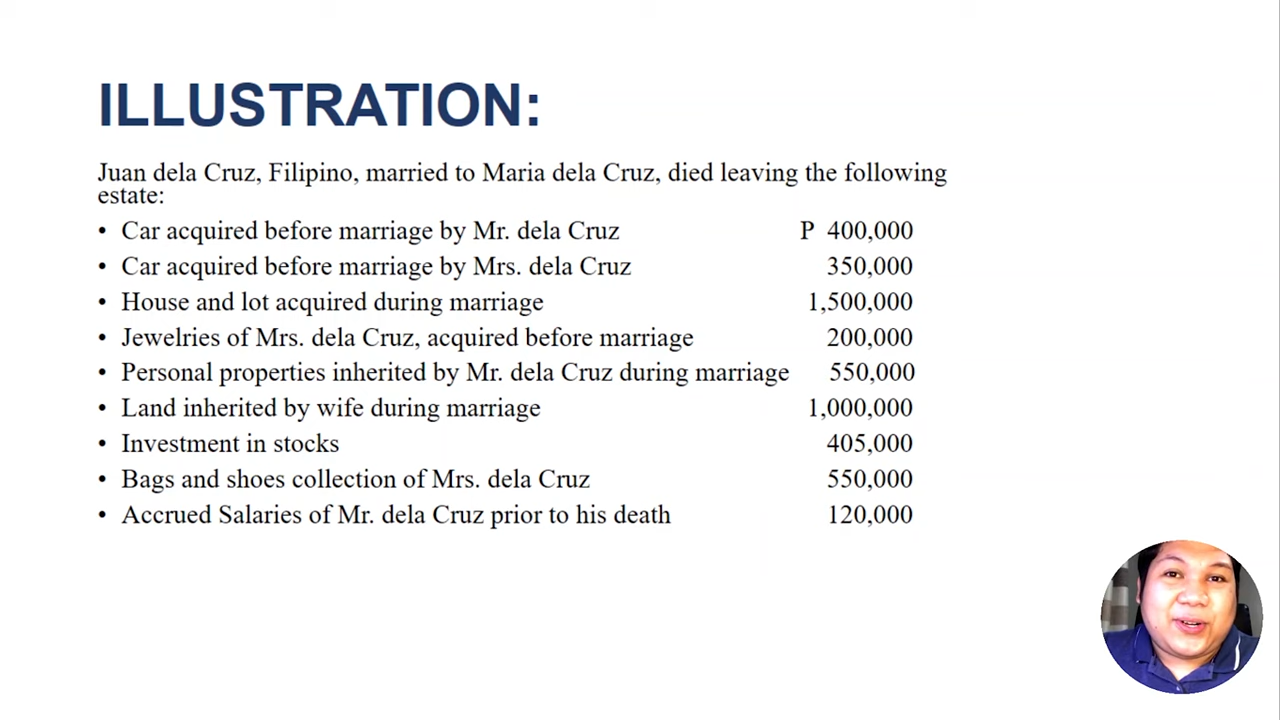 ILLUSTRATION:
Juan dela Cruz, Filipino, married to Maria dela Cruz, died leaving the following
estate:
• Car acquired before marriage by Mr. dela Cruz P 400,000
• Car acquired before marriage by Mrs. dela Cruz 350,000
• House and lot acquired during marriage 1,500,000
• Jewelries of Mrs. dela Cruz, acquired before marriage 200,000
• Personal properties inherited by Mr. dela Cruz during marriage 550,000
• Land inherited by wife during marriage 1,000,000
• Investment in stocks 405,000
• Bags and shoes collection of Mrs. dela Cruz 550,000
• Accrued Salaries of Mr. dela Cruz prior to his death 120,000